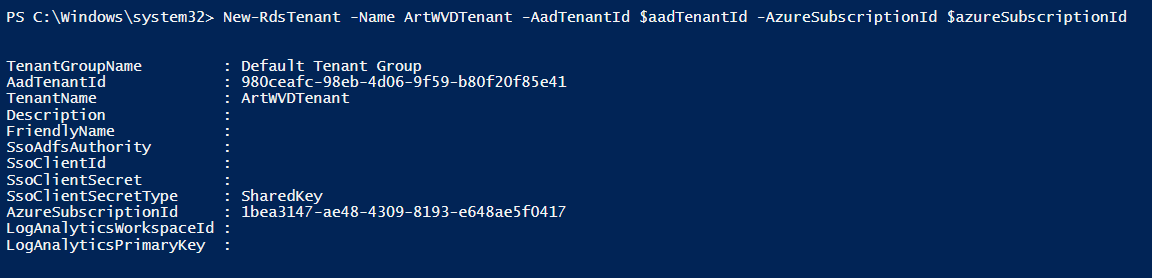 PS C:\Windows\system32> New-RdsTenant -Name ArtWVDTenant -AadTenantId $aadTenantId -AzureSubscriptionId $azureSubscriptionId
TenantGroupName : Default Tenant Group
AadTenantId : 980ceafc-98eb-4d06-9f59-b80f20f85e41
TenantName : ArtWVDTenant
Description :
FriendlyName :
SsoAdfsAuthority :
SsoClientId :
SsoClientSecret :
SsoClientSecretType : SharedKey
AzureSubscriptionId : 1bea3147-ae48-4309-8193-e648ae5f0417
LogAnalyticsWorkspaceId :
LogAnalyticsPrimaryKey :